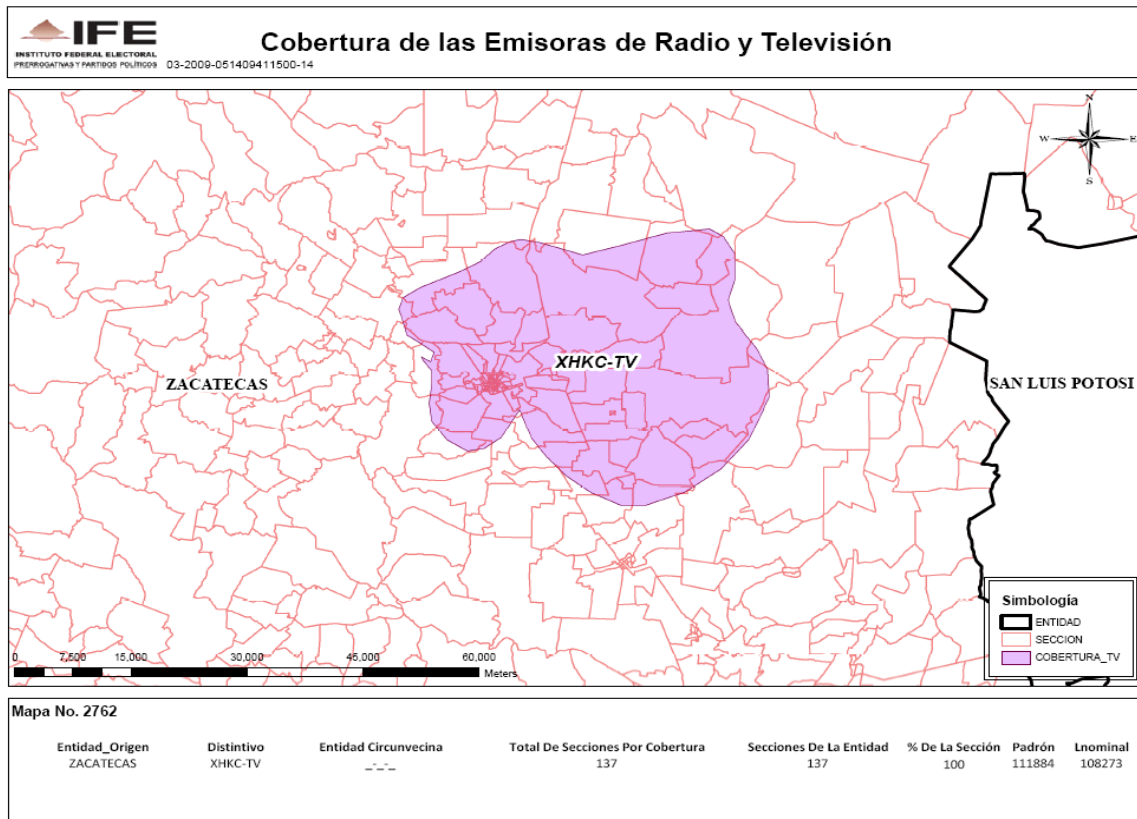 IFE
INSTITUTO FEDERAL ELECTORAL
PRERROGATIVAS Y PARTIDOS POLÍTICOS
03-2009-051409411500-14
Cobertura de las Emisoras de Radio y Televisión
N
W E
S
XHKC-TV
ZACATECAS
SAN LUIS POTOSI
Simbología
ENTIDAD
SECCION
COBERTURA_TV
0 7,500 15,000 30,000 45,000 60,000
Meters
Mapa No. 2762
Entidad_Origen Distintivo Entidad Circunvecina Total De Secciones Por Cobertura Secciones De La Entidad % De La Sección Padrón Lnominal
ZACATECAS XHKC-TV _-_-_ 137 137 100 111884 108273